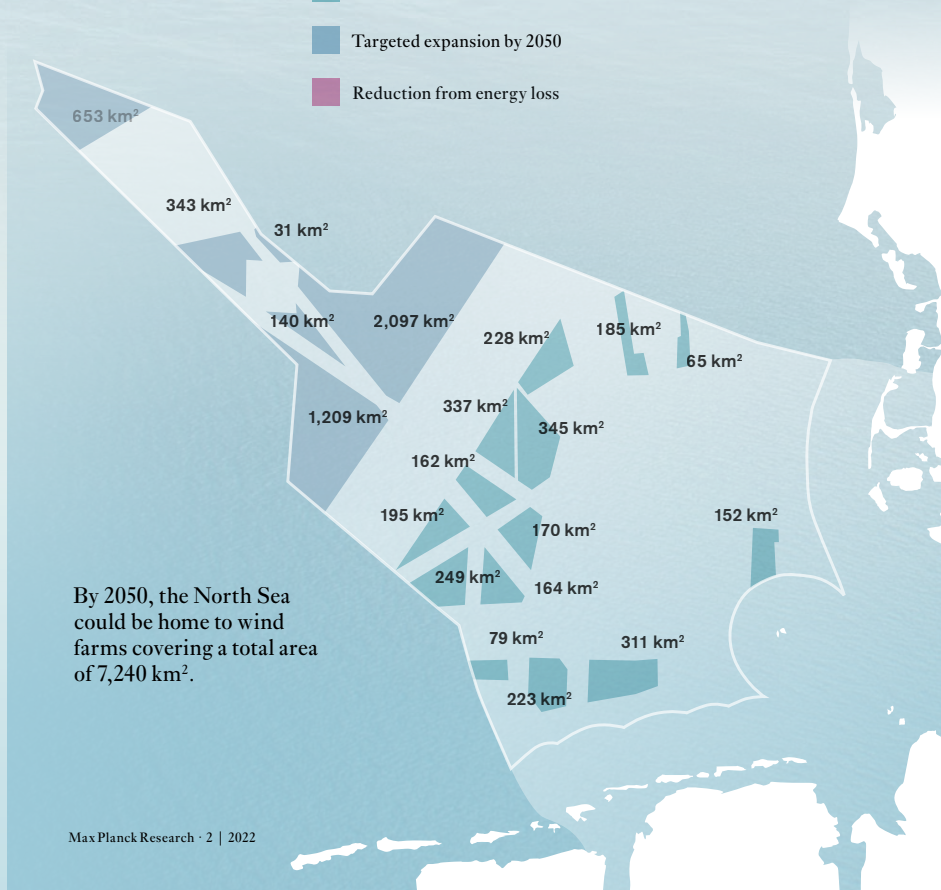 Targeted expansion by 2050
Reduction from energy loss
653 km²
343 km²
31 km²
140 km²
2,097 km²
228 km²
185 km²
65 km²
1,209 km²
337 km²
345 km²
162 km²
195 km²
170 km²
152 km²
249 km²
164 km²
79 km²
311 km²
223 km²
By 2050, the North Sea
could be home to wind
farms covering a total area
of 7,240 km².
Max Planck Research · 2 | 2022